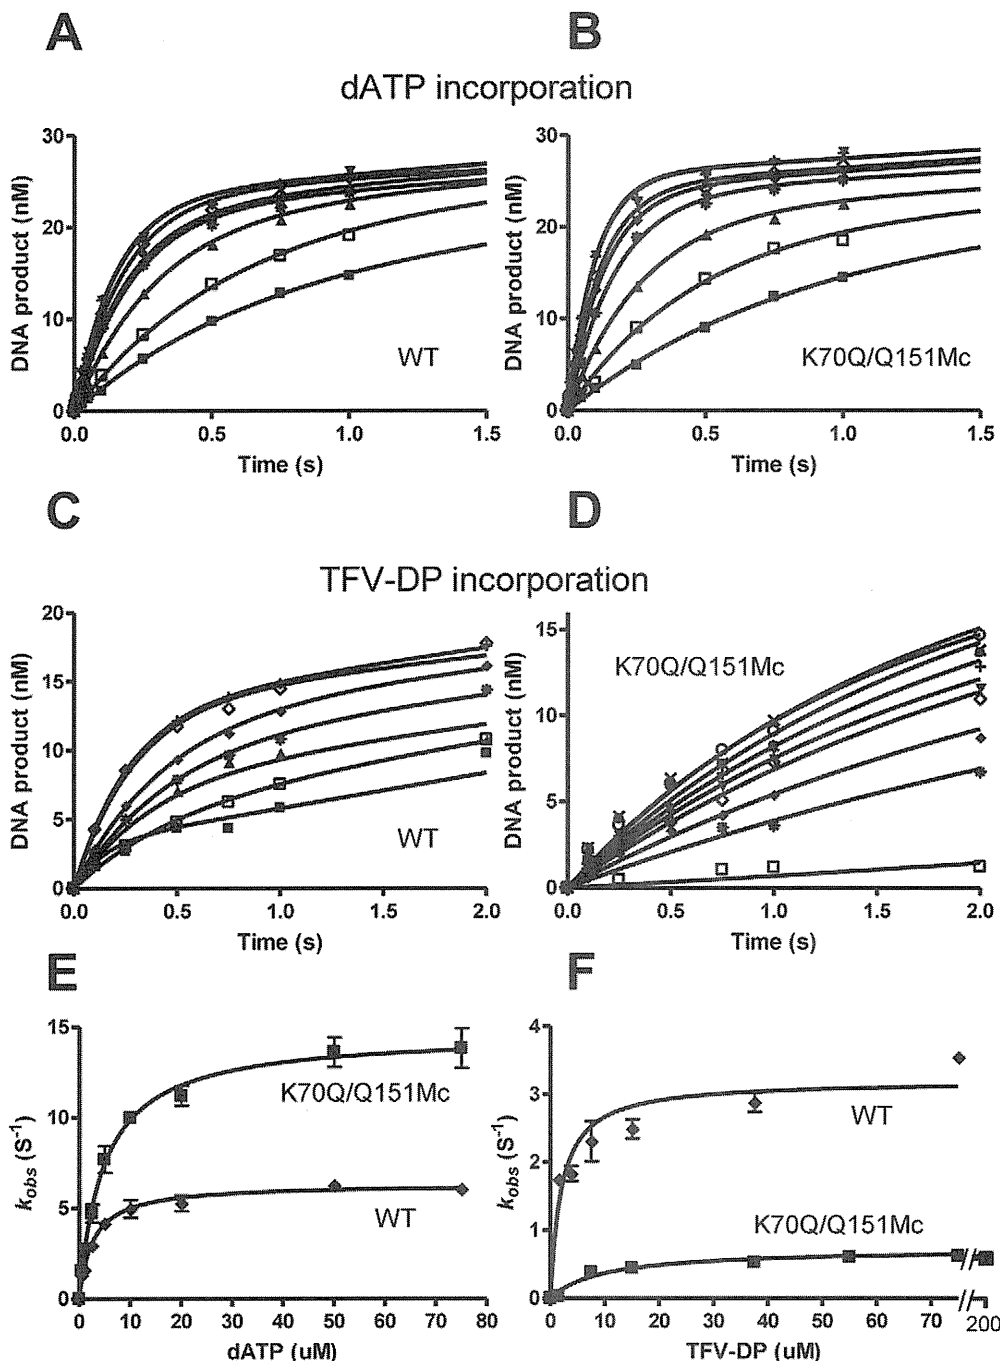 A
B
dATP incorporation
30
20
10
0
DNA product (nM)
WT
0.0
0.5
1.0
1.5
Time (s)
30
20
10
0
DNA product (nM)
K70Q/Q151Mc
0.0
0.5
1.0
1.5
Time (s)
C
D
TFV-DP incorporation
20
15
10
5
0
DNA product (nM)
WT
0.0
0.5
1.0
1.5
2.0
Time (s)
15
10
5
0
DNA product (nM)
K70Q/Q151Mc
0.0
0.5
1.0
1.5
2.0
Time (s)
E
F
15
10
5
0
kobs (S-1)
K70Q/Q151Mc
WT
0
10
20
30
40
50
60
70
80
dATP (uM)
4
3
2
1
0
kobs (S-1)
WT
K70Q/Q151Mc
0
10
20
30
40
50
60
70
200
TFV-DP (uM)